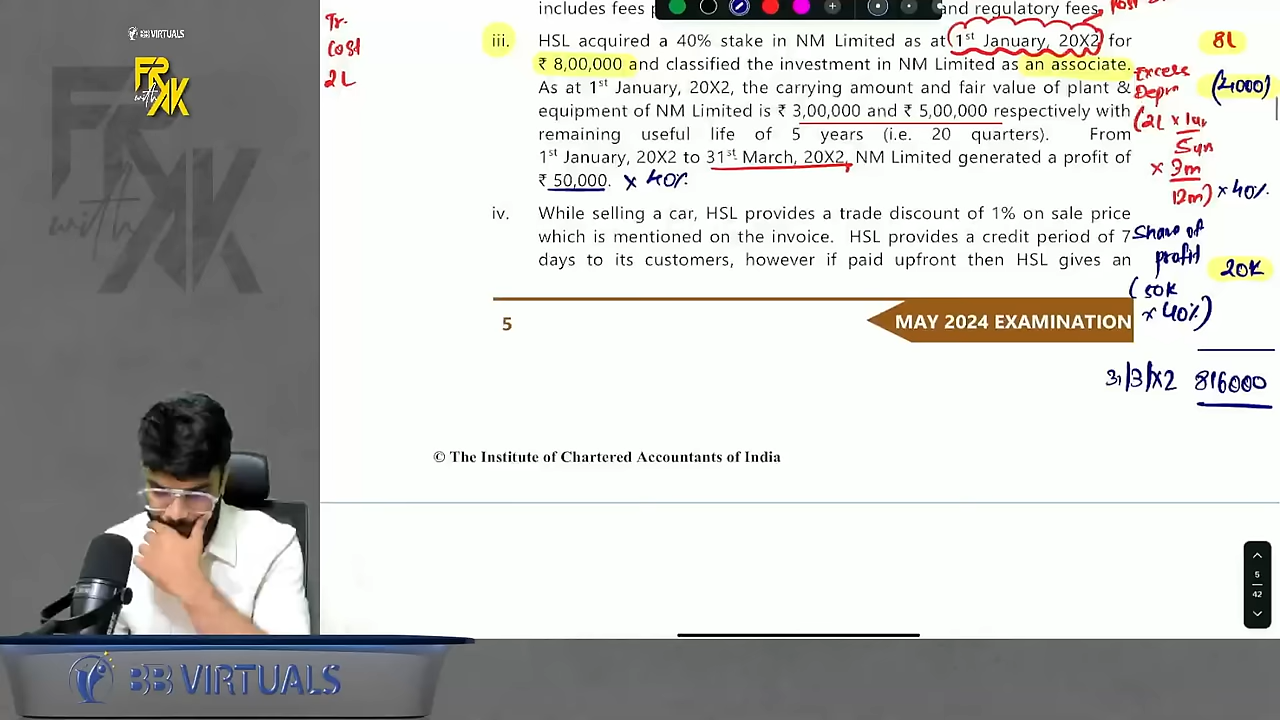 includes fees and regulatory fees
iii. HSL acquired a 40% stake in NM Limited as at 1st January, 20X2 for
₹ 8,00,000 and classified the investment in NM Limited as an associate.
As at 1st January, 20X2, the carrying amount and fair value of plant &
equipment of NM Limited is ₹ 3,00,000 and ₹ 5,00,000 respectively with
remaining useful life of 5 years (i.e. 20 quarters). From
1st January, 20X2 to 31st March, 20X2, NM Limited generated a profit of
₹ 50,000. x 40%
iv. While selling a car, HSL provides a trade discount of 1% on sale price
which is mentioned on the invoice. HSL provides a credit period of 7
days to its customers, however if paid upfront then HSL gives an
5
MAY 2024 EXAMINATION
© The Institute of Chartered Accountants of India
Tr.
Cost
2L
8L
Excess
Depn (4000)
(2L x 1yr
5yr
x 3m
12m) x 40%
Share of
profit
20K
(50K
x 40%)
31/3/X2 816000
BB VIRTUALS
FR
with
KK
FR
with
KK
5
42
BB VIRTUALS